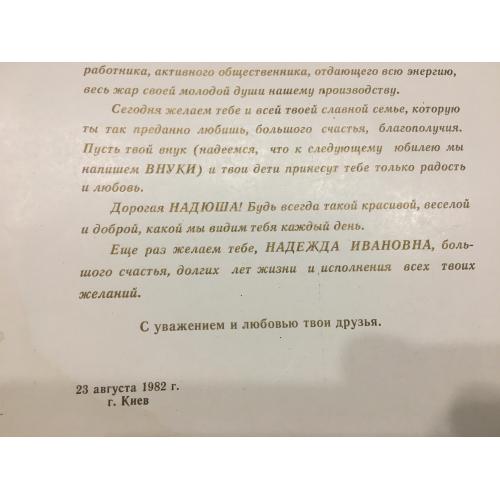 работника, активного общественника, отдающего всю энергию,
весь жар своей молодой души нашему производству.
Сегодня желаем тебе и всей твоей славной семье, которую
ты так преданно любишь, большого счастья, благополучия.
Пусть твой внук (надеемся, что к следующему юбилею мы
напишем ВНУКИ) и твои дети принесут тебе только радость
и любовь.
Дорогая НАДЮША! Будь всегда такой красивой, веселой
и доброй, какой мы видим тебя каждый день.
Еще раз желаем тебе, НАДЕЖДА ИВАНОВНА, боль-
шого счастья, долгих лет жизни и исполнения всех твоих
желаний.
С уважением и любовью твои друзья.
23 августа 1982 г.
г. Киев